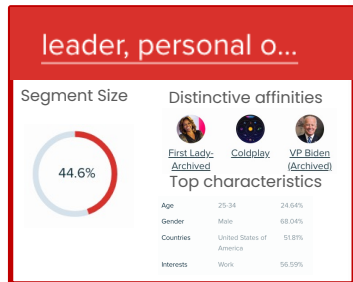 leader, personal o...
Segment Size
Distinctive affinities
44.6%
First Lady-
Archived
Coldplay
VP Biden
(Archived)
Top characteristics
Age 25-34 24.64%
Gender Male 68.04%
Countries United States of America 51.81%
Interests Work 56.59%